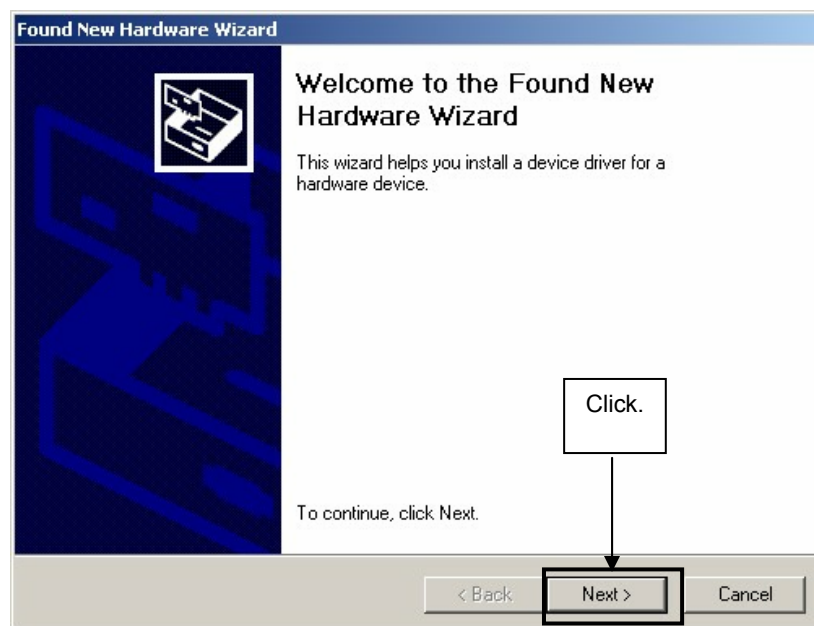 Found New Hardware Wizard
Welcome to the Found New
Hardware Wizard
This wizard helps you install a device driver for a
hardware device.
Click.
To continue, click Next.
< Back
Next >
Cancel